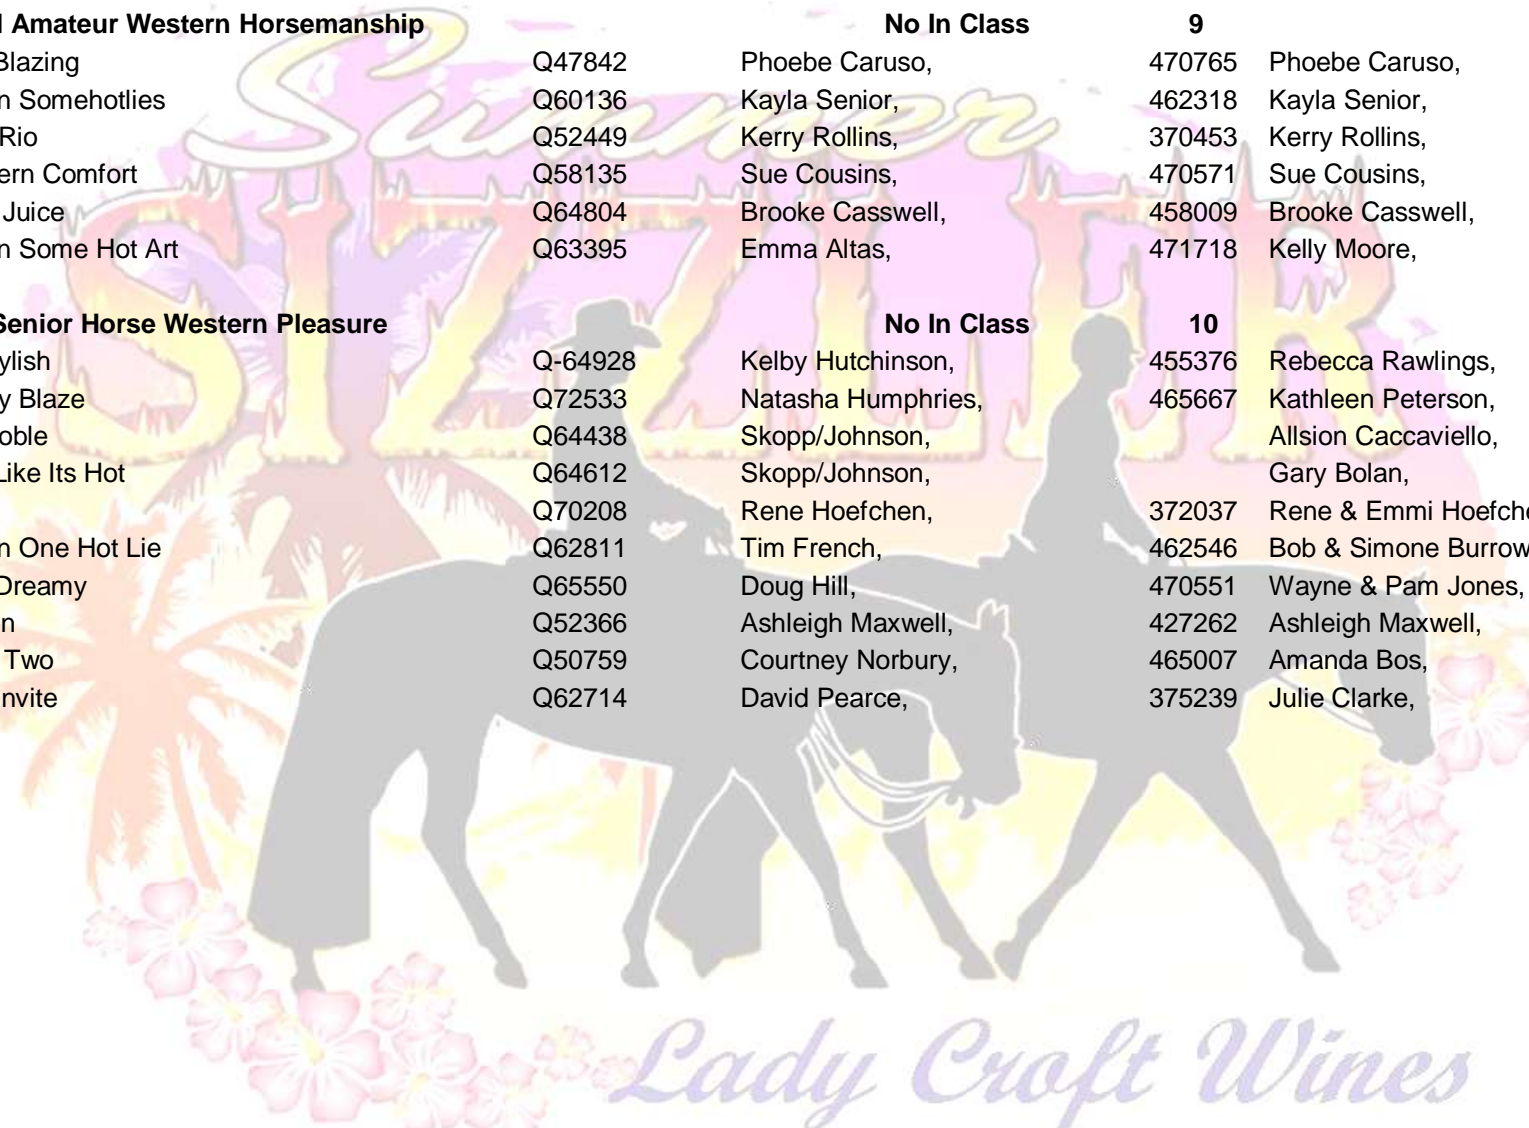 Amateur Western Horsemanship No In Class 9
Blazing Q47842 Phoebe Caruso, 470765 Phoebe Caruso,
n Somehotlies Q60136 Kayla Senior, 462318 Kayla Senior,
Rio Q52449 Kerry Rollins, 370453 Kerry Rollins,
ern Comfort Q58135 Sue Cousins, 470571 Sue Cousins,
Juice Q64804 Brooke Casswell, 458009 Brooke Casswell,
n Some Hot Art Q63395 Emma Altas, 471718 Kelly Moore,
Senior Horse Western Pleasure No In Class 10
ylish Q-64928 Kelby Hutchinson, 455376 Rebecca Rawlings,
y Blaze Q72533 Natasha Humphries, 465667 Kathleen Peterson,
oble Q64438 Skopp/Johnson, Allsion Caccaviello,
Like Its Hot Q64612 Skopp/Johnson, Gary Bolan,
Q70208 Rene Hoefchen, 372037 Rene & Emmi Hoefche
n One Hot Lie Q62811 Tim French, 462546 Bob & Simone Burrow
Dreamy Q65550 Doug Hill, 470551 Wayne & Pam Jones,
n Q52366 Ashleigh Maxwell, 427262 Ashleigh Maxwell,
Two Q50759 Courtney Norbury, 465007 Amanda Bos,
nvite Q62714 David Pearce, 375239 Julie Clarke,
Summer
SIZZLER
Lady Croft Wines